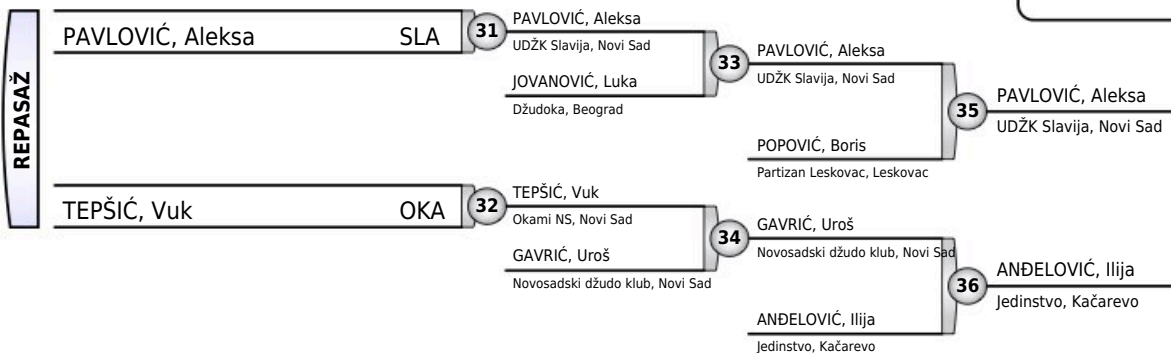 REPASAŽ
PAVLOVIĆ, Aleksa SLA
31
PAVLOVIĆ, Aleksa
UDŽK Slavija, Novi Sad
JOVANOVIĆ, Luka
Džudoka, Beograd
33
PAVLOVIĆ, Aleksa
UDŽK Slavija, Novi Sad
POPOVIĆ, Boris
Partizan Leskovac, Leskovac
35
PAVLOVIĆ, Aleksa
UDŽK Slavija, Novi Sad
TEPŠIĆ, Vuk OKA
32
TEPŠIĆ, Vuk
Okami NS, Novi Sad
GAVRIĆ, Uroš
Novosadski džudo klub, Novi Sad
34
GAVRIĆ, Uroš
Novosadski džudo klub, Novi Sad
ANĐELOVIĆ, Ilija
Jedinstvo, Kačarevo
36
ANĐELOVIĆ, Ilija
Jedinstvo, Kačarevo